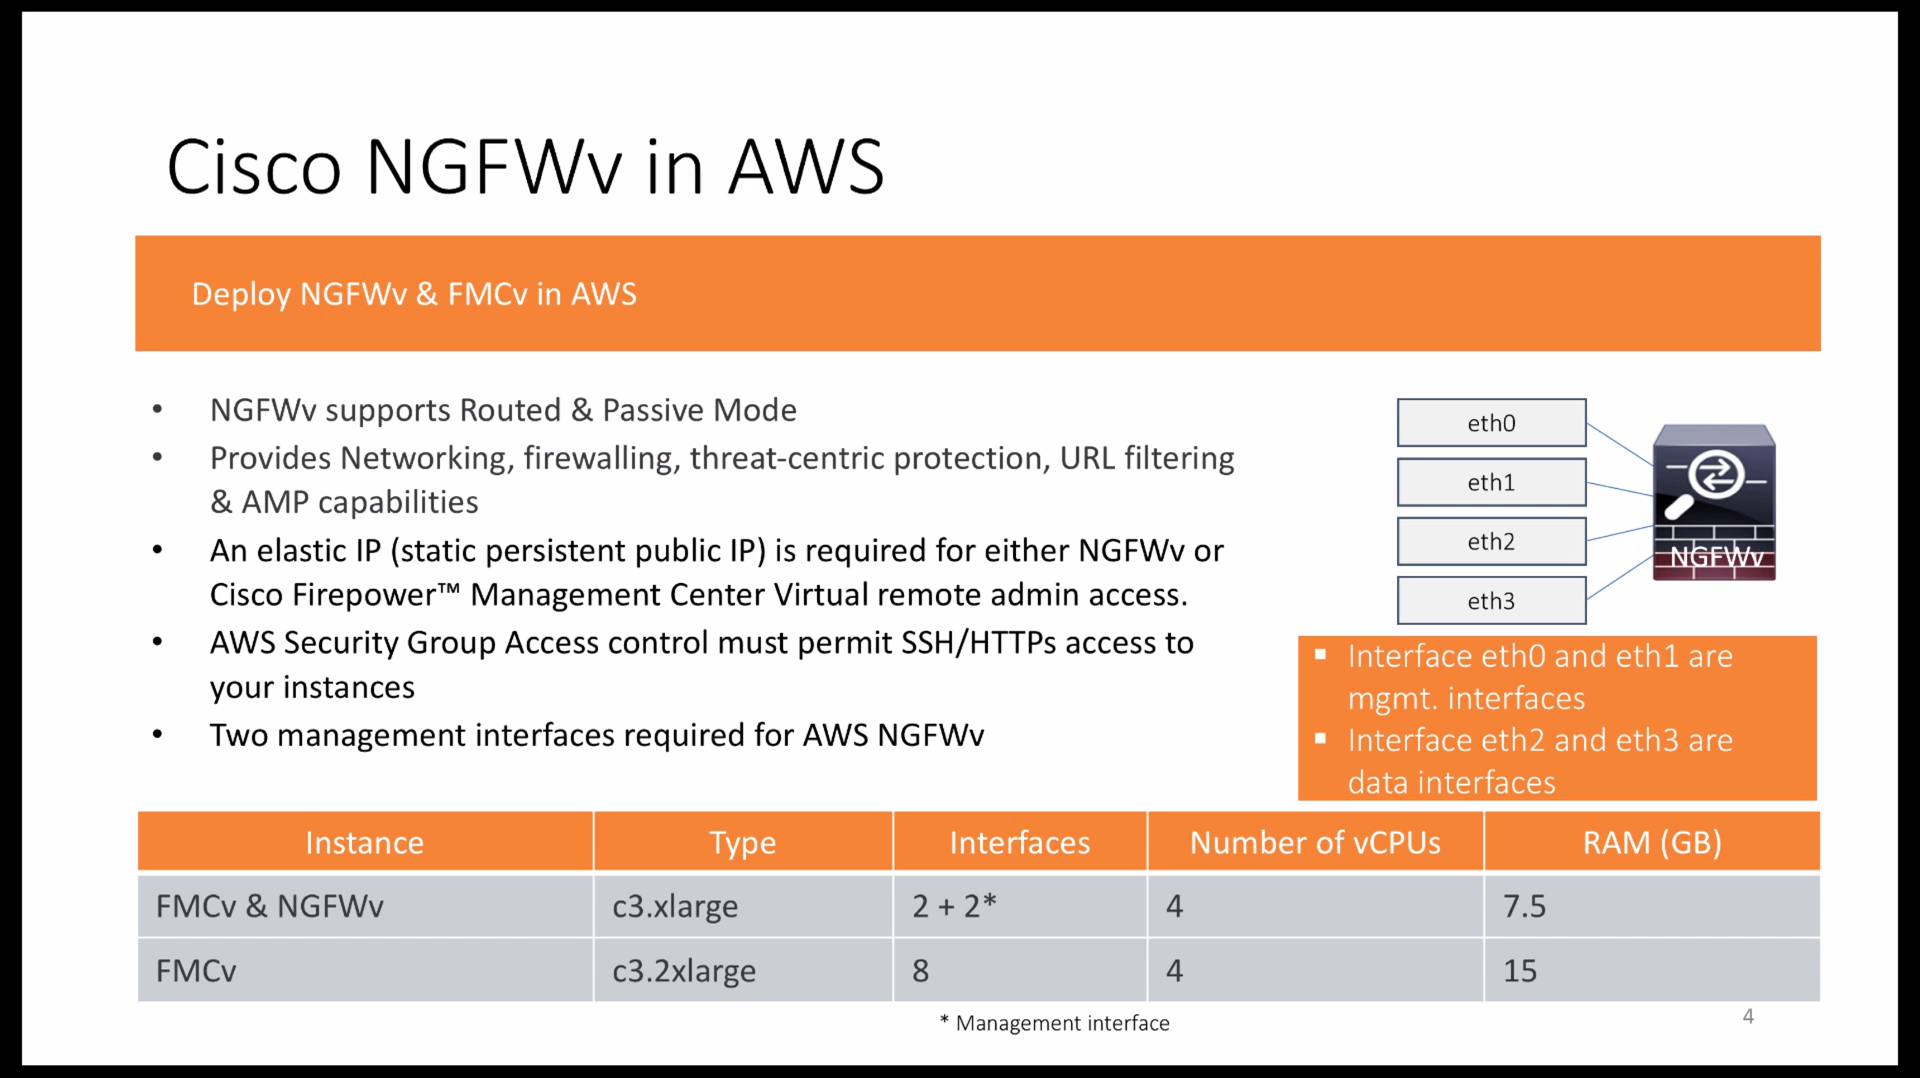 Cisco NGFWv in AWS
Deploy NGFWv & FMCv in AWS
• NGFWv supports Routed & Passive Mode
• Provides Networking, firewalling, threat-centric protection, URL filtering
& AMP capabilities
• An elastic IP (static persistent public IP) is required for either NGFWv or
Cisco Firepower™ Management Center Virtual remote admin access.
• AWS Security Group Access control must permit SSH/HTTPs access to
your instances
• Two management interfaces required for AWS NGFWv
eth0
eth1
eth2
eth3
NGFWv
▪ Interface eth0 and eth1 are
mgmt. interfaces
▪ Interface eth2 and eth3 are
data interfaces
Instance Type Interfaces Number of vCPUs RAM (GB)
FMCv & NGFWv c3.xlarge 2 + 2* 4 7.5
FMCv c3.2xlarge 8 4 15
* Management interface
4